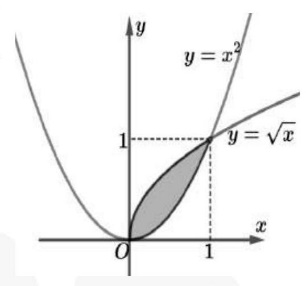 y
y = x²
1
y = √x
x
O
1